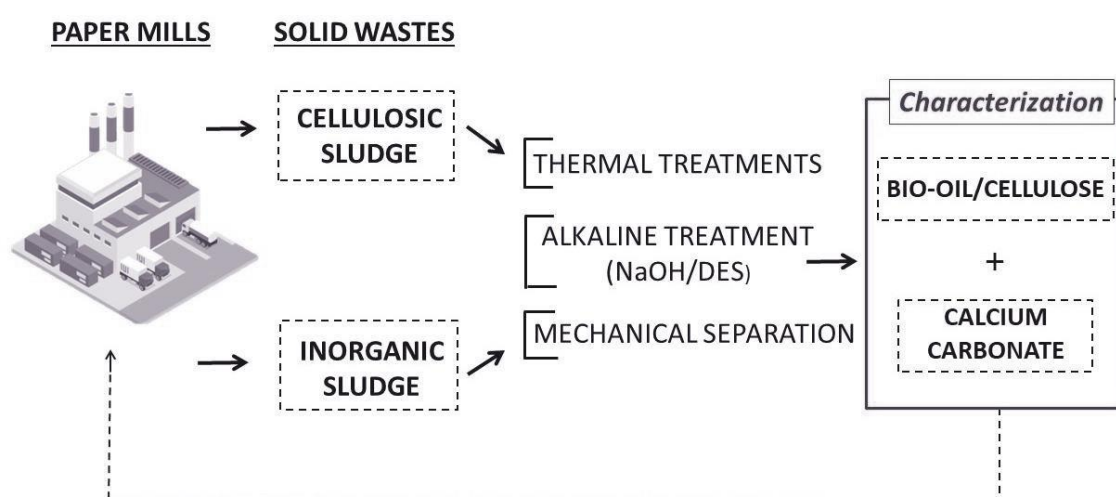 PAPER MILLS
SOLID WASTES
CELLULOSIC
SLUDGE
INORGANIC
SLUDGE
THERMAL TREATMENTS
ALKALINE TREATMENT
(NaOH/DES)
MECHANICAL SEPARATION
Characterization
BIO-OIL/CELLULOSE
+
CALCIUM
CARBONATE